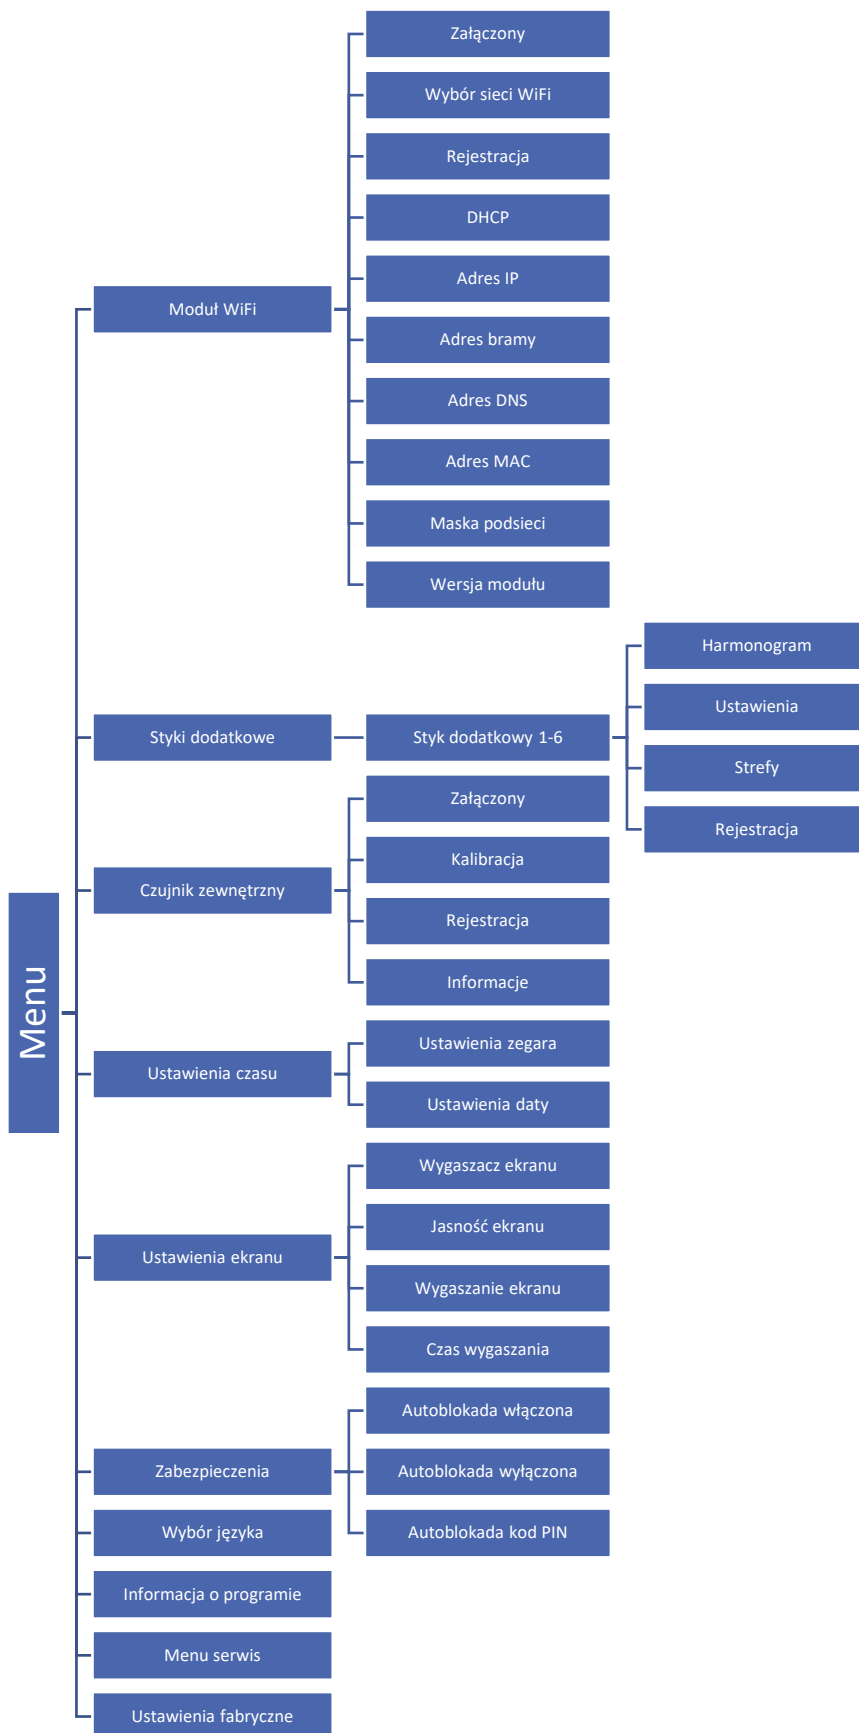 Menu
Moduł WiFi
Załączony
Wybór sieci WiFi
Rejestracja
DHCP
Adres IP
Adres bramy
Adres DNS
Adres MAC
Maska podsieci
Wersja modułu
Styki dodatkowe
Styk dodatkowy 1-6
Harmonogram
Ustawienia
Strefy
Rejestracja
Czujnik zewnętrzny
Załączony
Kalibracja
Rejestracja
Informacje
Ustawienia czasu
Ustawienia zegara
Ustawienia daty
Ustawienia ekranu
Wygaszacz ekranu
Jasność ekranu
Wygaszanie ekranu
Czas wygaszania
Zabezpieczenia
Autoblokada włączona
Autoblokada wyłączona
Autoblokada kod PIN
Wybór języka
Informacja o programie
Menu serwis
Ustawienia fabryczne